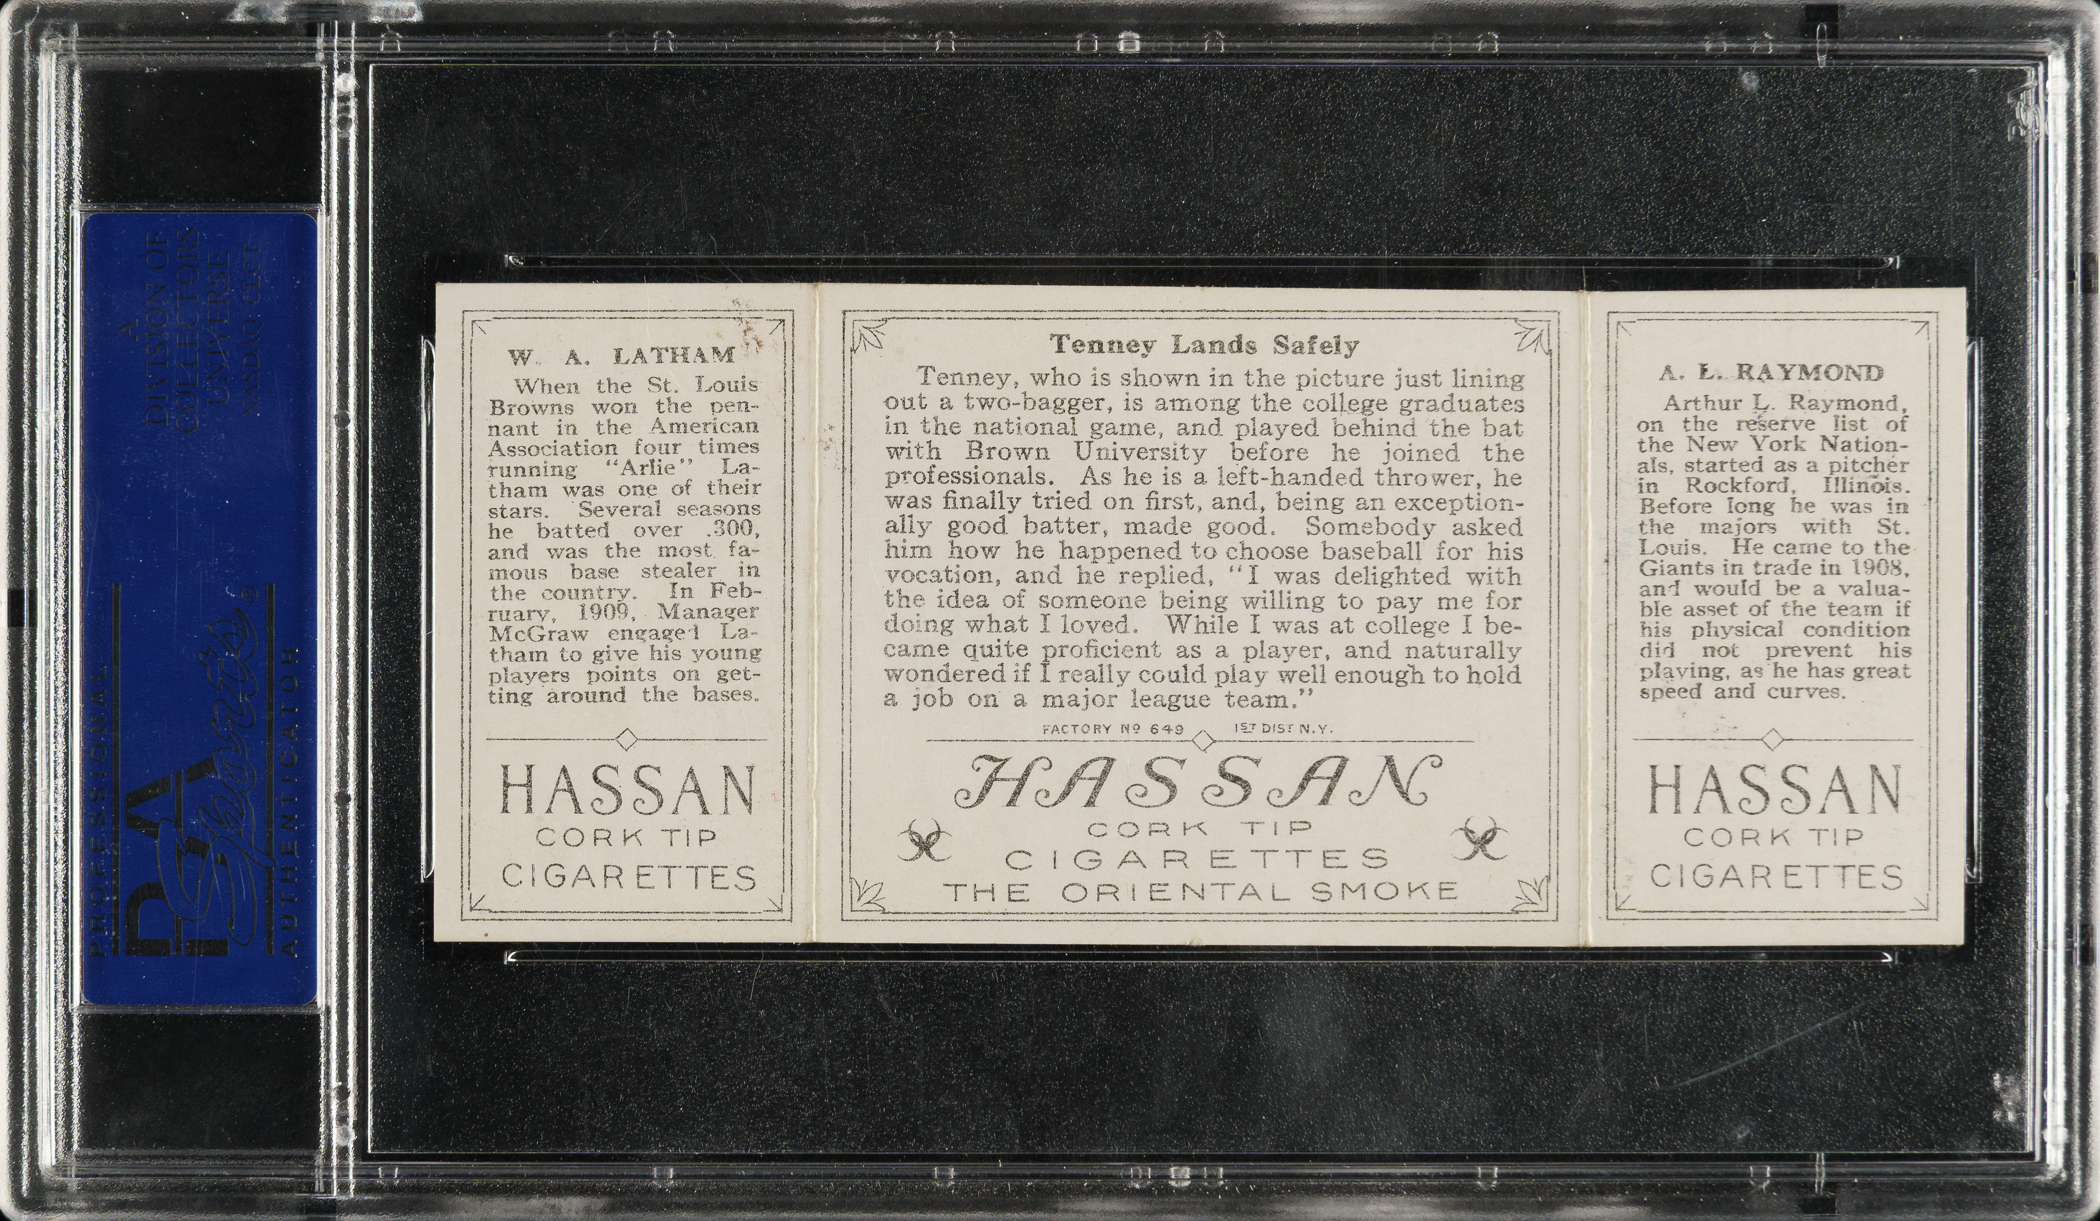 A
DIVISION OF
COLLECTORS
UNIVERSE
NASDAQ: CLCT
PROFESSIONAL
PSA
Sports
AUTHENTICATOR
W. A. LATHAM
When the St. Louis
Browns won the pen-
nant in the American
Association four times
running "Arlie" La-
tham was one of their
stars. Several seasons
he batted over .300,
and was the most fa-
mous base stealer in
the country. In Feb-
ruary, 1909, Manager
McGraw engaged La-
tham to give his young
players points on get-
ting around the bases.
HASSAN
CORK TIP
CIGARETTES
Tenney Lands Safely
Tenney, who is shown in the picture just lining
out a two-bagger, is among the college graduates
in the national game, and played behind the bat
with Brown University before he joined the
professionals. As he is a left-handed thrower, he
was finally tried on first, and, being an exception-
ally good batter, made good. Somebody asked
him how he happened to choose baseball for his
vocation, and he replied, "I was delighted with
the idea of someone being willing to pay me for
doing what I loved. While I was at college I be-
came quite proficient as a player, and naturally
wondered if I really could play well enough to hold
a job on a major league team."
FACTORY Nº 649 1ST DIST N.Y.
HASSAN
CORK TIP
CIGARETTES
THE ORIENTAL SMOKE
A. L. RAYMOND
Arthur L. Raymond,
on the reserve list of
the New York Nation-
als, started as a pitcher
in Rockford, Illinois.
Before long he was in
the majors with St.
Louis. He came to the
Giants in trade in 1908,
and would be a valua-
ble asset of the team if
his physical condition
did not prevent his
playing, as he has great
speed and curves.
HASSAN
CORK TIP
CIGARETTES